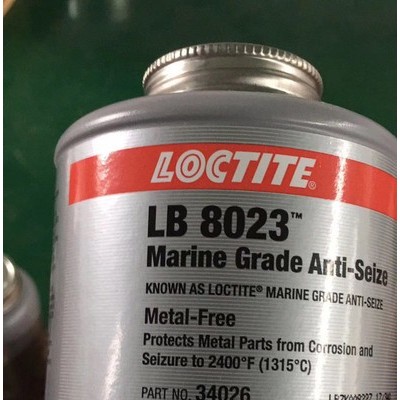 LOCTITE®
LB 8023™
Marine Grade Anti-Seize
KNOWN AS LOCTITE® MARINE GRADE ANTI-SEIZE
Metal-Free
Protects Metal Parts from Corrosion and
Seizure to 2400°F (1315°C)
PART NO. 34026